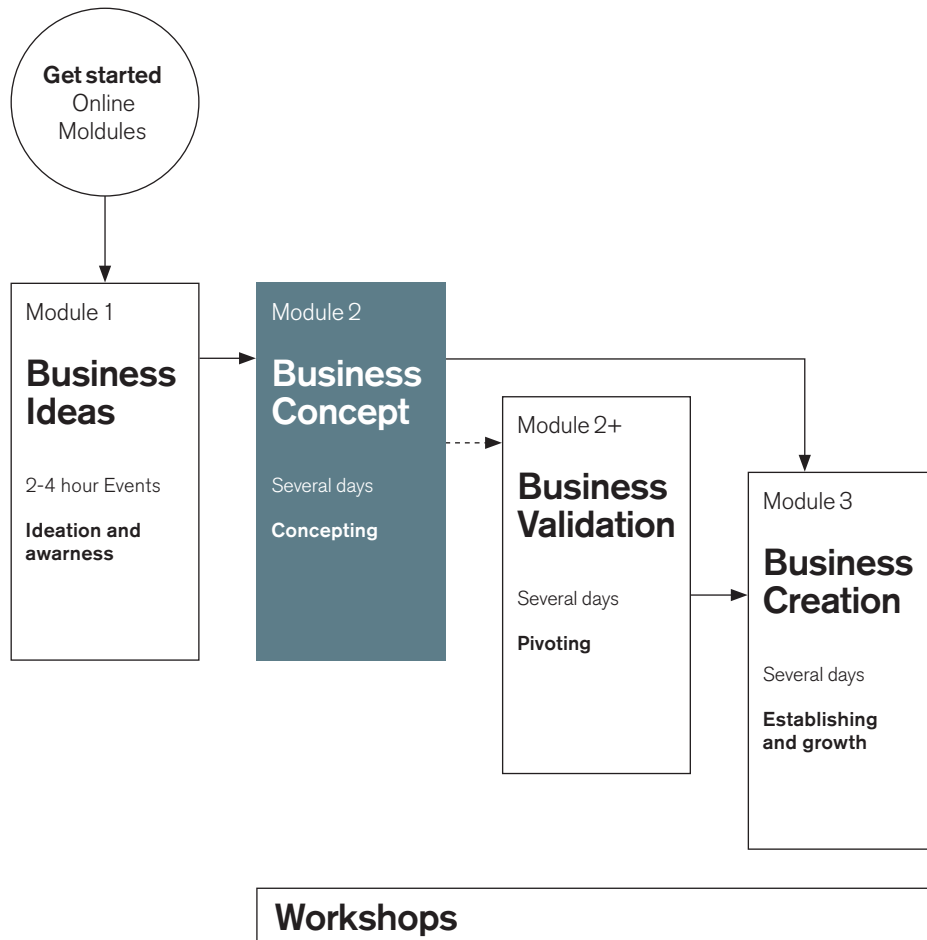 Get started
Online
Moldules
Module 1
Business
Ideas
2-4 hour Events
Ideation and
awarness
Module 2
Business
Concept
Several days
Concepting
Module 2+
Business
Validation
Several days
Pivoting
Module 3
Business
Creation
Several days
Establishing
and growth
Workshops